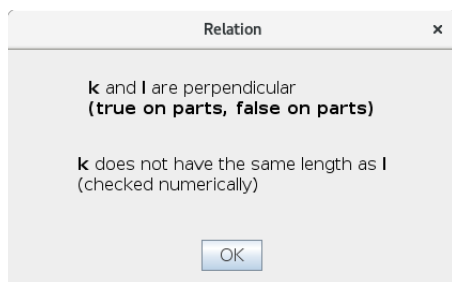 Relation
k and l are perpendicular
(true on parts, false on parts)
k does not have the same length as l
(checked numerically)
OK